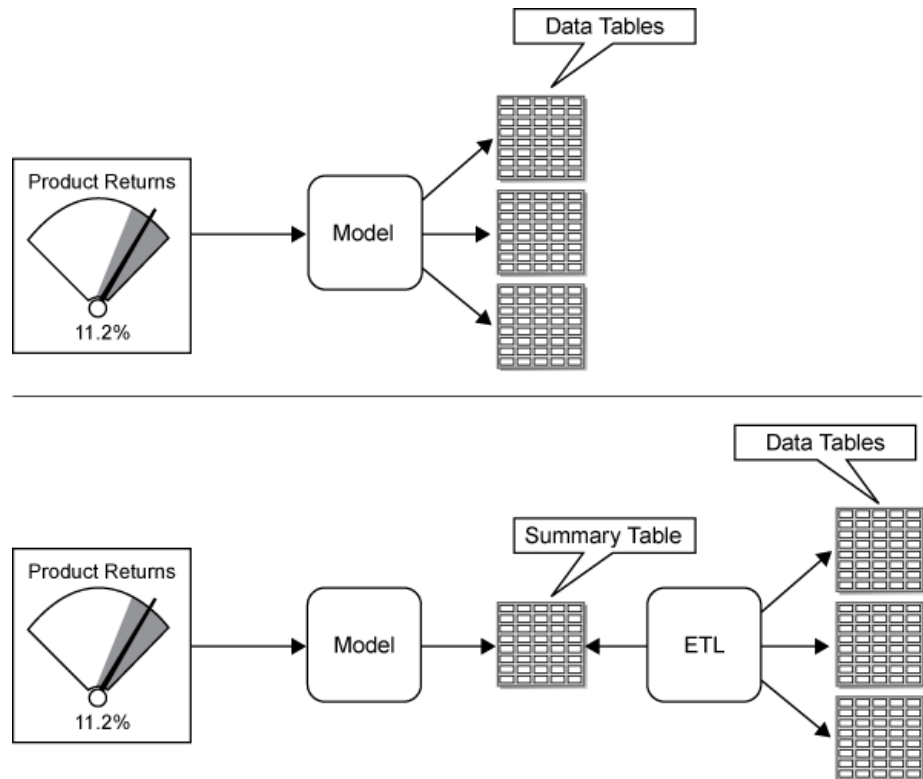 Data Tables
Product Returns
Model
11.2%
Data Tables
Summary Table
Product Returns
Model
ETL
11.2%